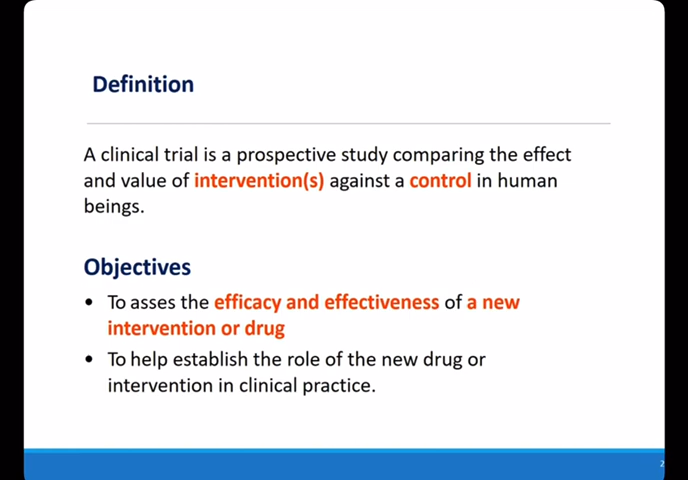 Definition
A clinical trial is a prospective study comparing the effect
and value of intervention(s) against a control in human
beings.
Objectives
• To asses the efficacy and effectiveness of a new
intervention or drug
• To help establish the role of the new drug or
intervention in clinical practice.
2